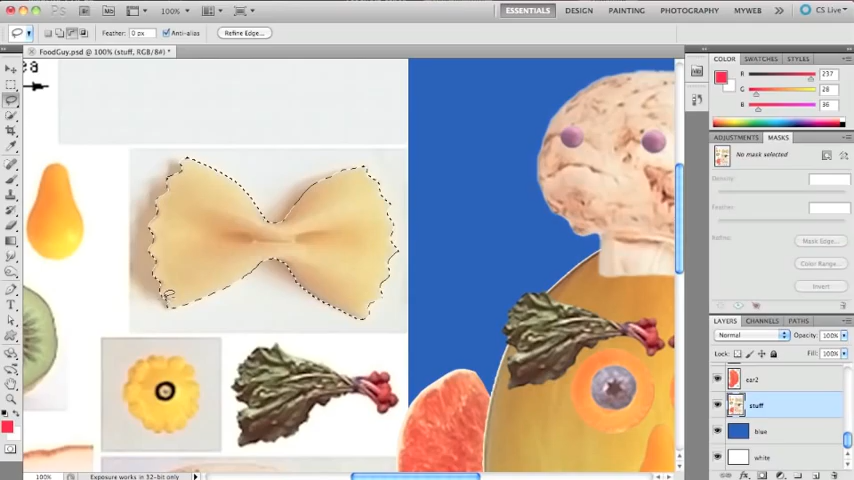 Ps
Br
Mb
100%
ESSENTIALS
DESIGN
PAINTING
PHOTOGRAPHY
MYWEB
>>
CS Live
Feather: 0 px
Anti-alias
Refine Edge...
FoodGuy.psd @ 100% (stuff, RGB/8#) *
COLOR
SWATCHES
STYLES
R 237
G 28
B 36
ADJUSTMENTS
MASKS
No mask selected
Density:
Feather:
Refine:
Mask Edge...
Color Range...
Invert
LAYERS
CHANNELS
PATHS
Normal
Opacity: 100%
Lock:
Fill: 100%
ear2
stuff
blue
white
100%
Exposure works in 32-bit only